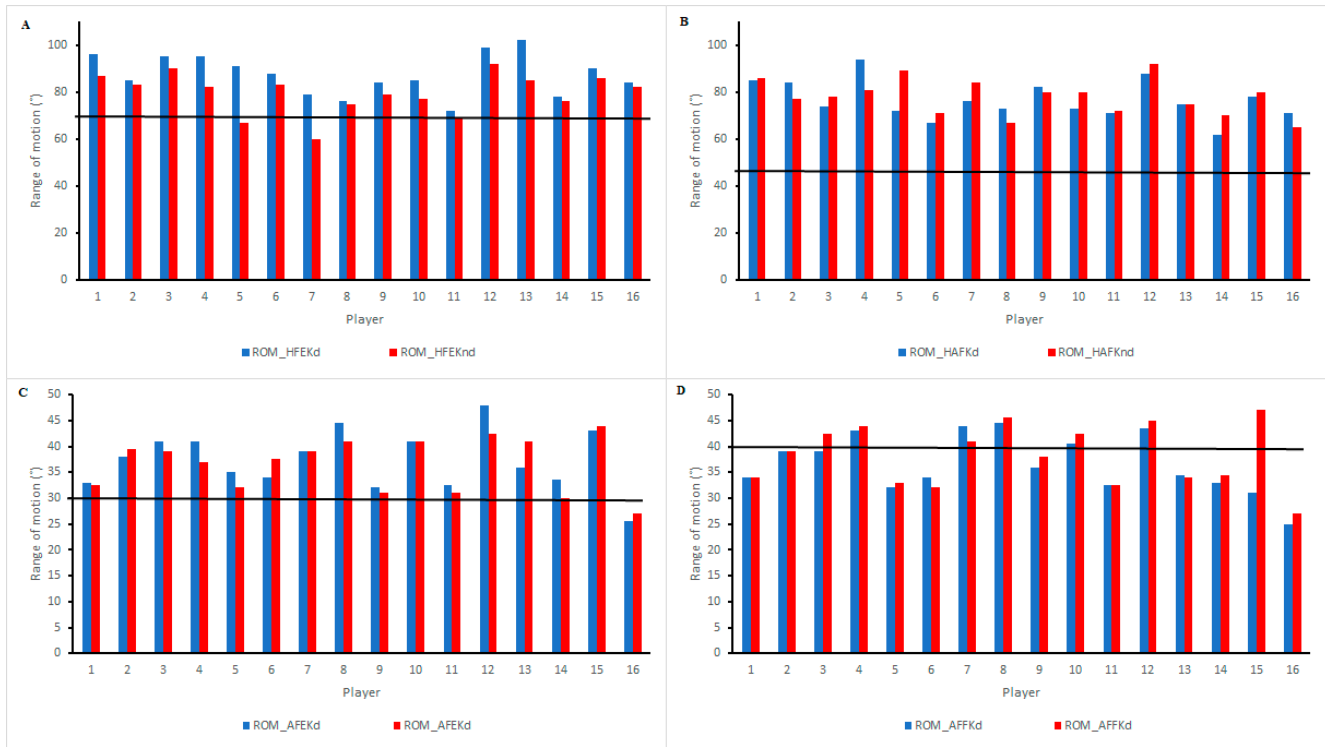 A
Range of motion (°)
100
80
60
40
20
0
1 2 3 4 5 6 7 8 9 10 11 12 13 14 15 16
Player
ROM_HFEKd ROM_HFEKnd
B
Range of motion (°)
100
80
60
40
20
0
1 2 3 4 5 6 7 8 9 10 11 12 13 14 15 16
Player
ROM_HAFKd ROM_HAFKnd
C
Range of motion (°)
50
45
40
35
30
25
20
15
10
5
0
1 2 3 4 5 6 7 8 9 10 11 12 13 14 15 16
Player
ROM_AFEKd ROM_AFEKd
D
Range of motion (°)
50
45
40
35
30
25
20
15
10
5
0
1 2 3 4 5 6 7 8 9 10 11 12 13 14 15 16
Player
ROM_AFFKd ROM_AFFKd